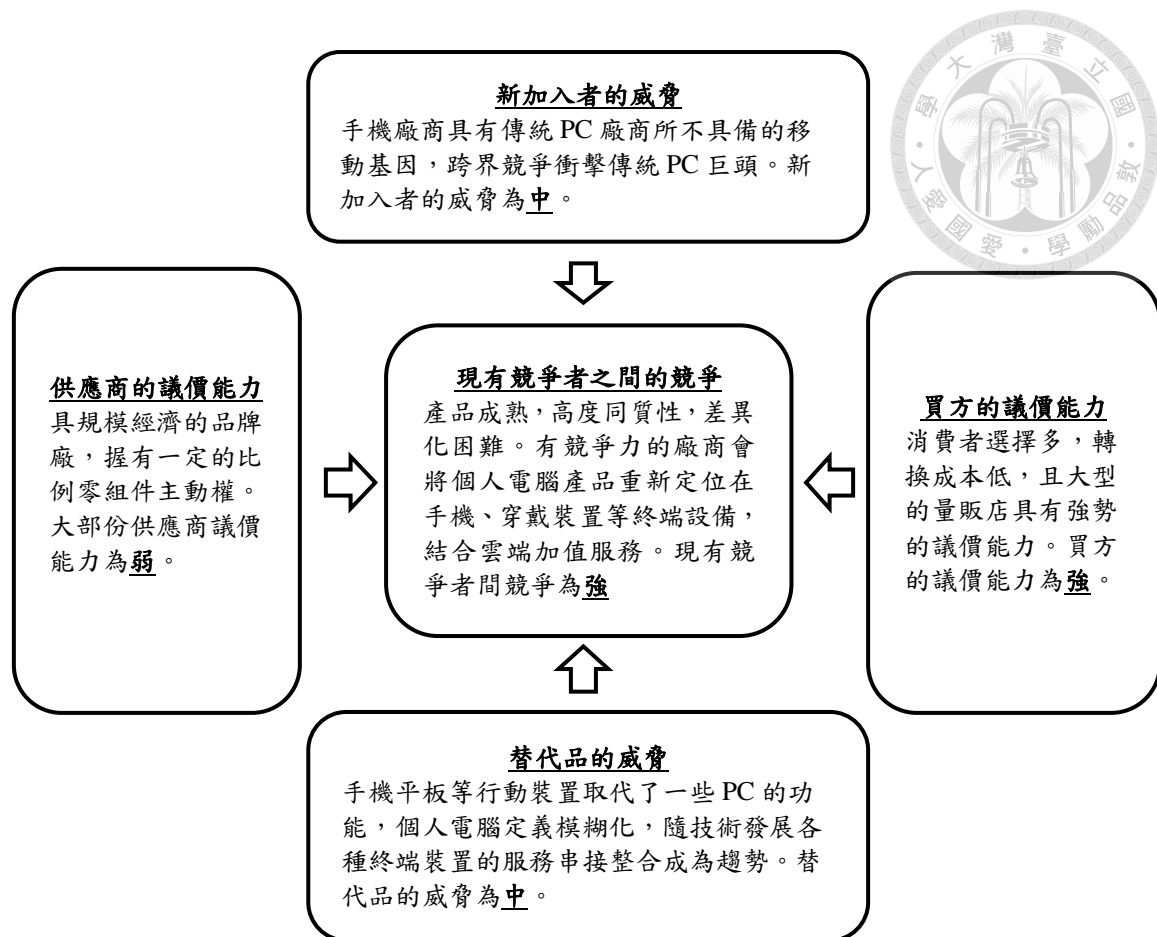 新加入者的威脅
手機廠商具有傳統 PC 廠商所不具備的移
動基因，跨界競爭衝擊傳統 PC 巨頭。新
加入者的威脅為中。
國立臺灣大學
敦品勵學・愛國愛人
供應商的議價能力
具規模經濟的品牌
廠，握有一定的比
例零組件主動權。
大部份供應商議價
能力為弱。
現有競爭者之間的競爭
產品成熟，高度同質性，差異
化困難。有競爭力的廠商會
將個人電腦產品重新定位在
手機、穿戴裝置等終端設備，
結合雲端加值服務。現有競
爭者間競爭為強
買方的議價能力
消費者選擇多，轉
換成本低，且大型
的量販店具有強勢
的議價能力。買方
的議價能力為強。
替代品的威脅
手機平板等行動裝置取代了一些 PC 的功
能，個人電腦定義模糊化，隨技術發展各
種終端裝置的服務串接整合成為趨勢。替
代品的威脅為中。